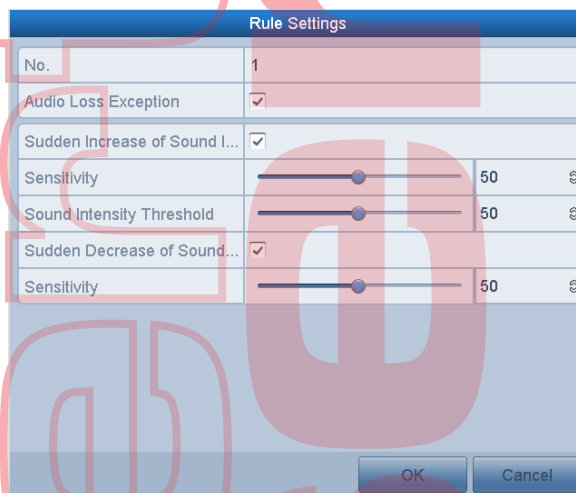 Rule Settings
No. 1
Audio Loss Exception
Sudden Increase of Sound I...
Sensitivity 50
Sound Intensity Threshold 50
Sudden Decrease of Sound...
Sensitivity 50
OK Cancel